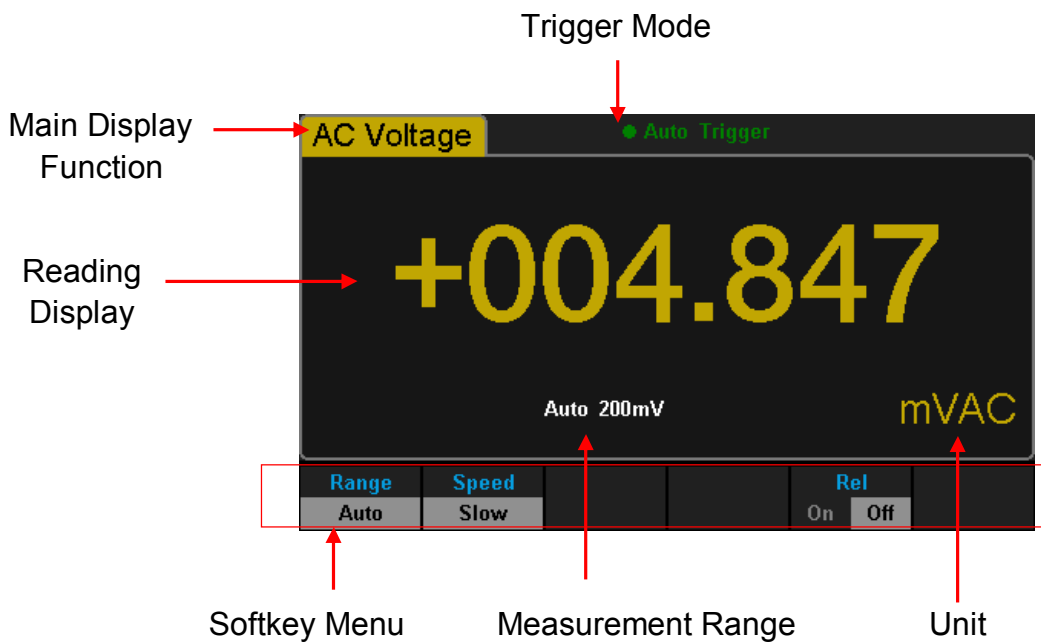 Trigger Mode
Main Display
Function
AC Voltage
Auto Trigger
Reading
Display
+004.847
Auto 200mV
mVAC
Range
Speed
Rel
Auto
Slow
On
Off
Softkey Menu
Measurement Range
Unit